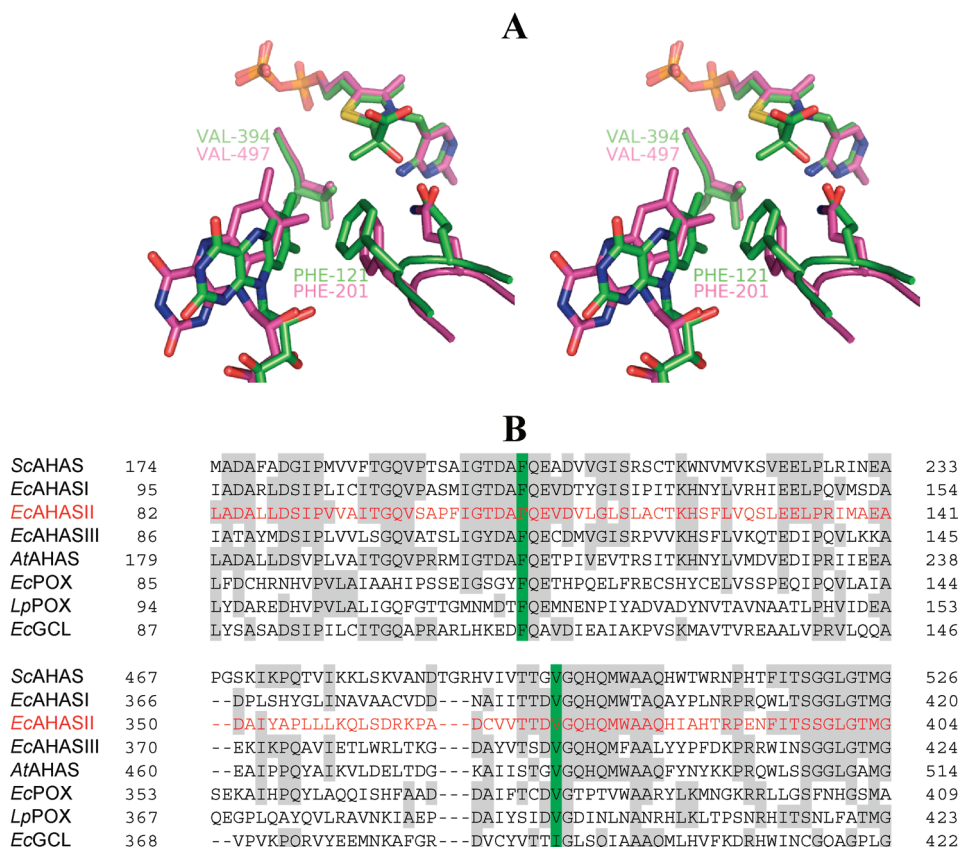 A
VAL-394
VAL-497
PHE-121
PHE-201
VAL-394
VAL-497
PHE-121
PHE-201
B
ScAHAS 174 MADAFADGIPMVVFTGQVPTSAIGTDAFQEADVVGISRSCTKWNVMVKSVEELPLRINEA 233
EcAHASI 95 IADARLDSIPLICITGQVPASMIGTDAFQEVDTYGISIPITKHNYLVRHIEELPQVMSDA 154
EcAHASII 82 LADALLDSIPVVAITGQVSAPFIGTDAFQEVDVLGLSLACTKHSFLVQSLEELPRIMAEA 141
EcAHASIII 86 IATAYMDSIPLVVLSGQVATSLIGYDAFQECDMVGISRPVVKHSFLVKQTEDIPQVLKKA 145
AtAHAS 179 LADALLDSVPLVAITGQVPRRMIGTDAFQETPIVEVTRSITKHNYLVMDVEDIPRIIEEA 238
EcPOX 85 LFDCHRNHVPVLAIAAHIPSSEIGSGYFQETHPQELFRECSHYCELVSSPEQIPQVLAIA 144
LpPOX 94 LYDAREDHVPVLALIGQFGTTGMNMDTFQEMNENPIYADVADYNVTAVNAATLPHVIDEA 153
EcGCL 87 LYSASADSIPILCITGQAPRARLHKEDFQAVDIEAIAKPVSKMAVTVREAALVPRVLQQA 146
ScAHAS 467 PGSKIKPQTVIKKLSKVANDTGRHVIVTTGVGQHQMWAAQHWTWRNPHTFITSGGLGTMG 526
EcAHASI 366 --DPLSHYGLINAVAACVDD---NAIITTDVGQHQMWTAQAYPLNRPRQWLTSGGLGTMG 420
EcAHASII 350 --DAIYAPLLLKQLSDRKPA---DCVVTTDVGQHQMWAAQHIAHTRPENFITSSGLGTMG 404
EcAHASIII 370 --EKIKPQAVIETLWRLTKG---DAYVTSDVGQHQMFAALYYPFDKPRRWINSGGLGTMG 424
AtAHAS 460 --EAIPPQYAIKVLDELTDG---KAIISTGVGQHQMWAAQFYNYKKPRQWLSSGGLGAMG 514
EcPOX 353 SEKAIHPQYLAQQISHFAAD---DAIFTCDVGTPTVWAARYLKMNGKRRLLGSFNHGSMA 409
LpPOX 367 QEGPLQAYQVLRAVNKIAEP---DAIYSIDVGDINLNANRHLKLTPSNRHITSNLFATMG 423
EcGCL 368 --VPVKPQRVYEEMNKAFGR---DVCYVTTIGLSQIAAAQMLHVFKDRHWINCGQAGPLG 422